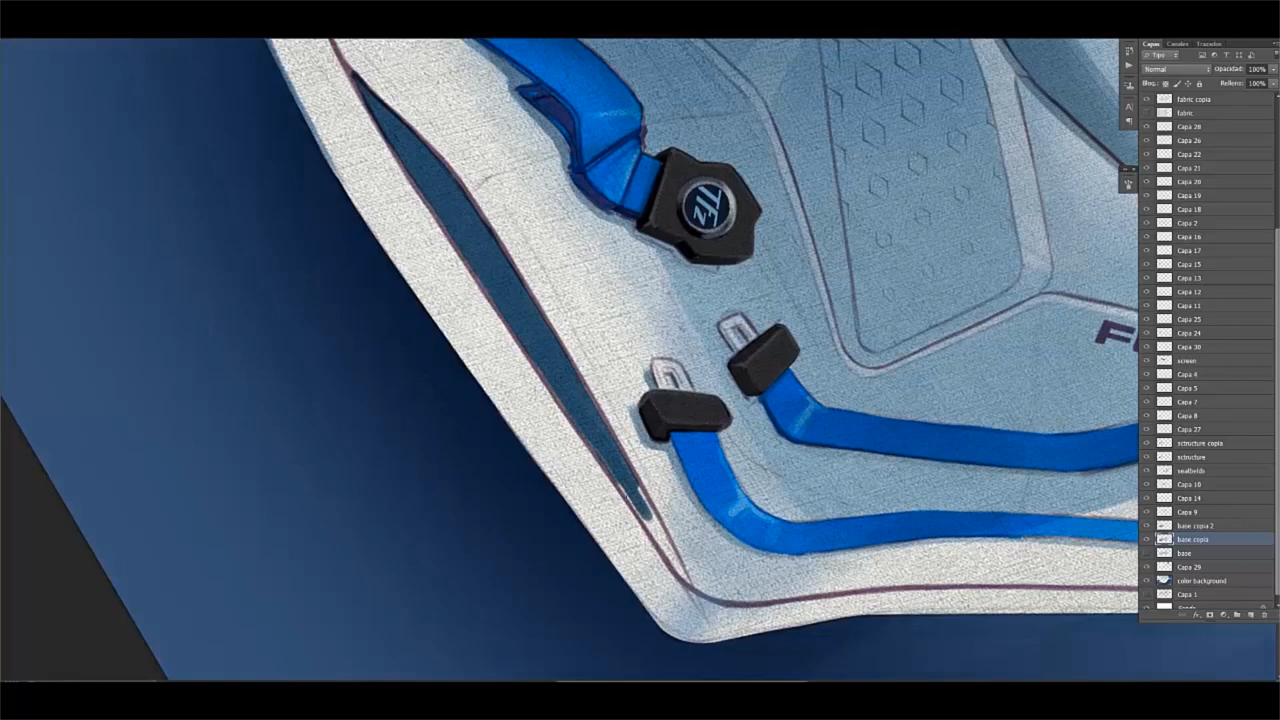 Capas Canales Trazados
Tipo
Normal Opacidad: 100%
Bloq.: Relleno: 100%
fabric copia
fabric
Capa 28
Capa 26
Capa 22
Capa 21
Capa 20
Capa 19
Capa 18
Capa 2
Capa 16
Capa 17
Capa 15
Capa 13
Capa 12
Capa 11
Capa 25
Capa 24
Capa 30
screen
Capa 4
Capa 5
Capa 7
Capa 8
Capa 27
sctructure copia
sctructure
seatbelds
Capa 10
Capa 14
Capa 9
base copia 2
base copia
base
Capa 29
color background
Capa 1